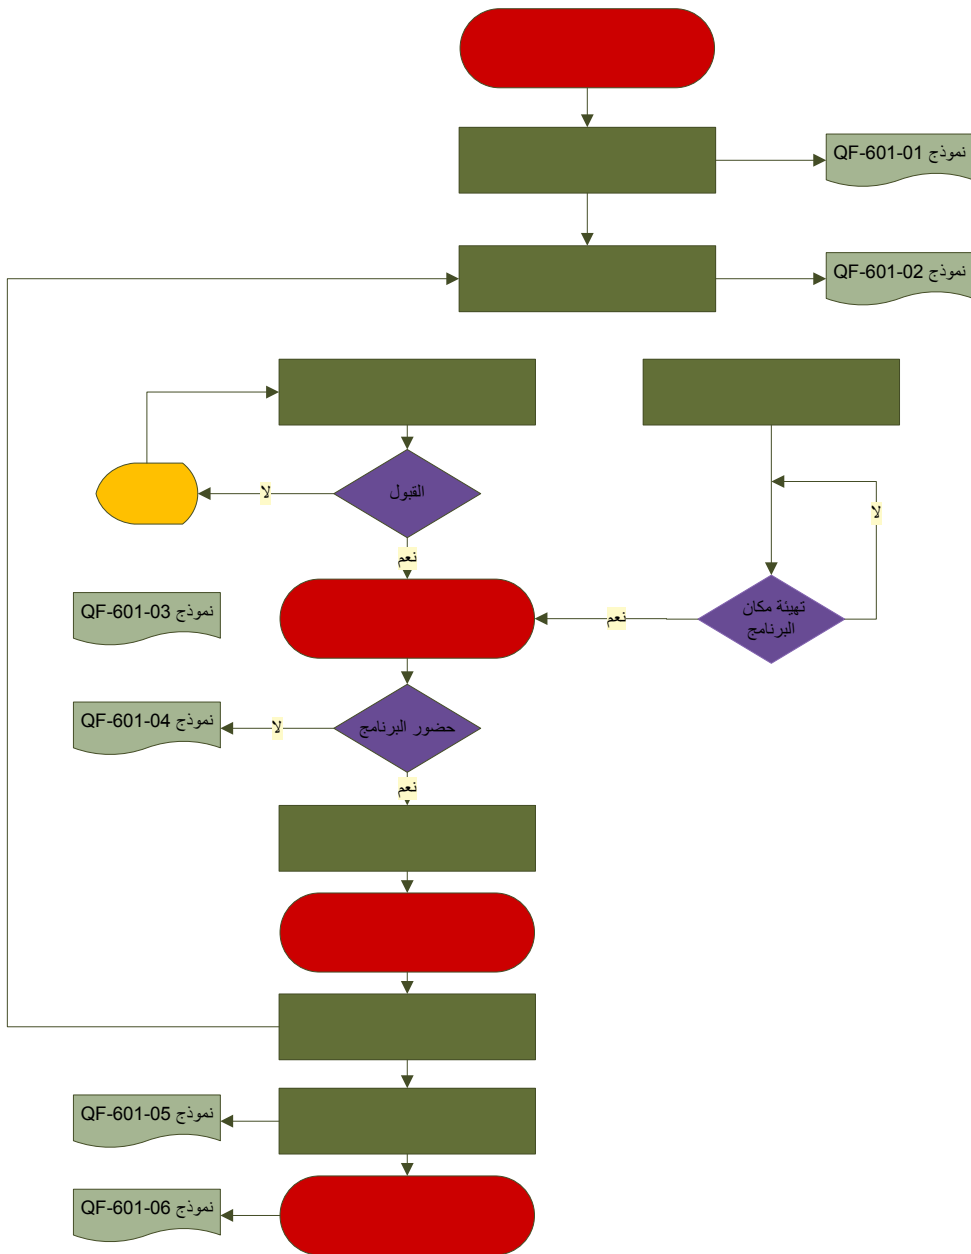 نموذج QF-601-01
نموذج QF-601-02
القبول
لا
لا
نعم
نموذج QF-601-03
نعم
تهيئة مكان
البرنامج
نموذج QF-601-04
لا
حضور البرنامج
نعم
نموذج QF-601-05
نموذج QF-601-06